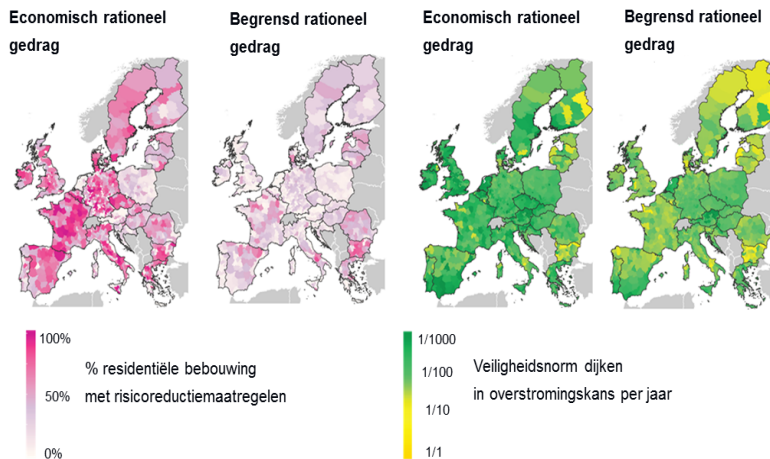 Economisch rationeel
gedrag
Begrensd rationeel
gedrag
Economisch rationeel
gedrag
Begrensd rationeel
gedrag
100%
50%
0%
% residentiële bebouwing
met risicoreductiemaatregelen
1/1000
1/100
1/10
1/1
Veiligheidsnorm dijken
in overstromingskans per jaar